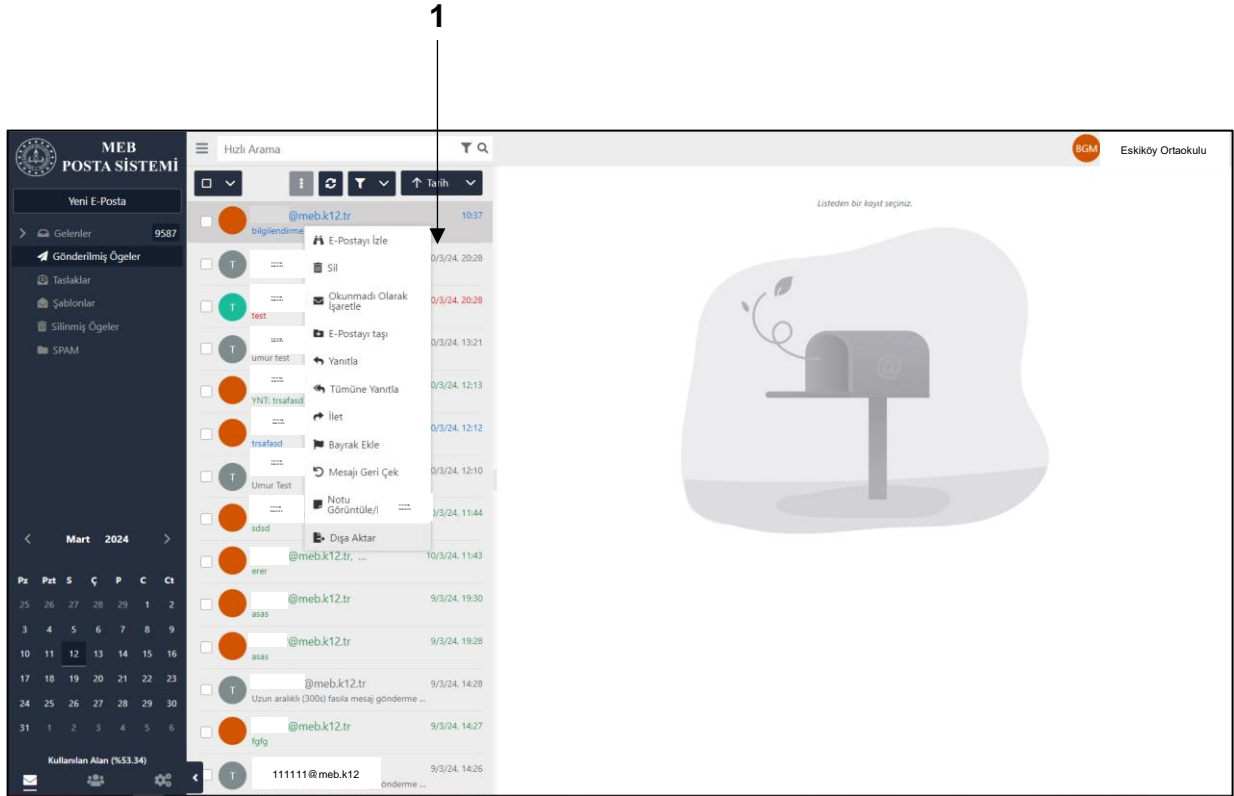 1
MEB
POSTA SİSTEMİ
Yeni E-Posta
Gelenler 9587
Gönderilmiş Ögeler
Taslaklar
Şablonlar
Silinmiş Ögeler
SPAM
Mart 2024
Pz Pzt S Ç P C Ct
25 26 27 28 29 1 2
3 4 5 6 7 8 9
10 11 12 13 14 15 16
17 18 19 20 21 22 23
24 25 26 27 28 29 30
31 1 2 3 4 5 6
Kullanılan Alan (%53.34)
Hızlı Arama
Tarih
@meb.k12.tr 10:37
bilgilendirme
T 0/3/24, 20:28
T 0/3/24, 20:28
test
T 0/3/24, 13:21
umur test
0/3/24, 12:13
YNT: trsafasd
0/3/24, 12:12
trsafasd
T 0/3/24, 12:10
Umur Test
0/3/24, 11:44
sdsd
@meb.k12.tr, ... 10/3/24, 11:43
erer
@meb.k12.tr 9/3/24, 19:30
asas
@meb.k12.tr 9/3/24, 19:28
asas
T @meb.k12.tr 9/3/24, 14:28
Uzun aralıklı (300s) fasıla mesaj gönderme ...
@meb.k12.tr 9/3/24, 14:27
fgfg
T 111111@meb.k12 9/3/24, 14:26
gönderme ...
E-Postayı İzle
Sil
Okunmadı Olarak
İşaretle
E-Postayı taşı
Yanıtla
Tümüne Yanıtla
İlet
Bayrak Ekle
Mesajı Geri Çek
Notu
Görüntüle/
Dışa Aktar
BGM Eskiköy Ortaokulu
Listeden bir kayıt seçiniz.
@